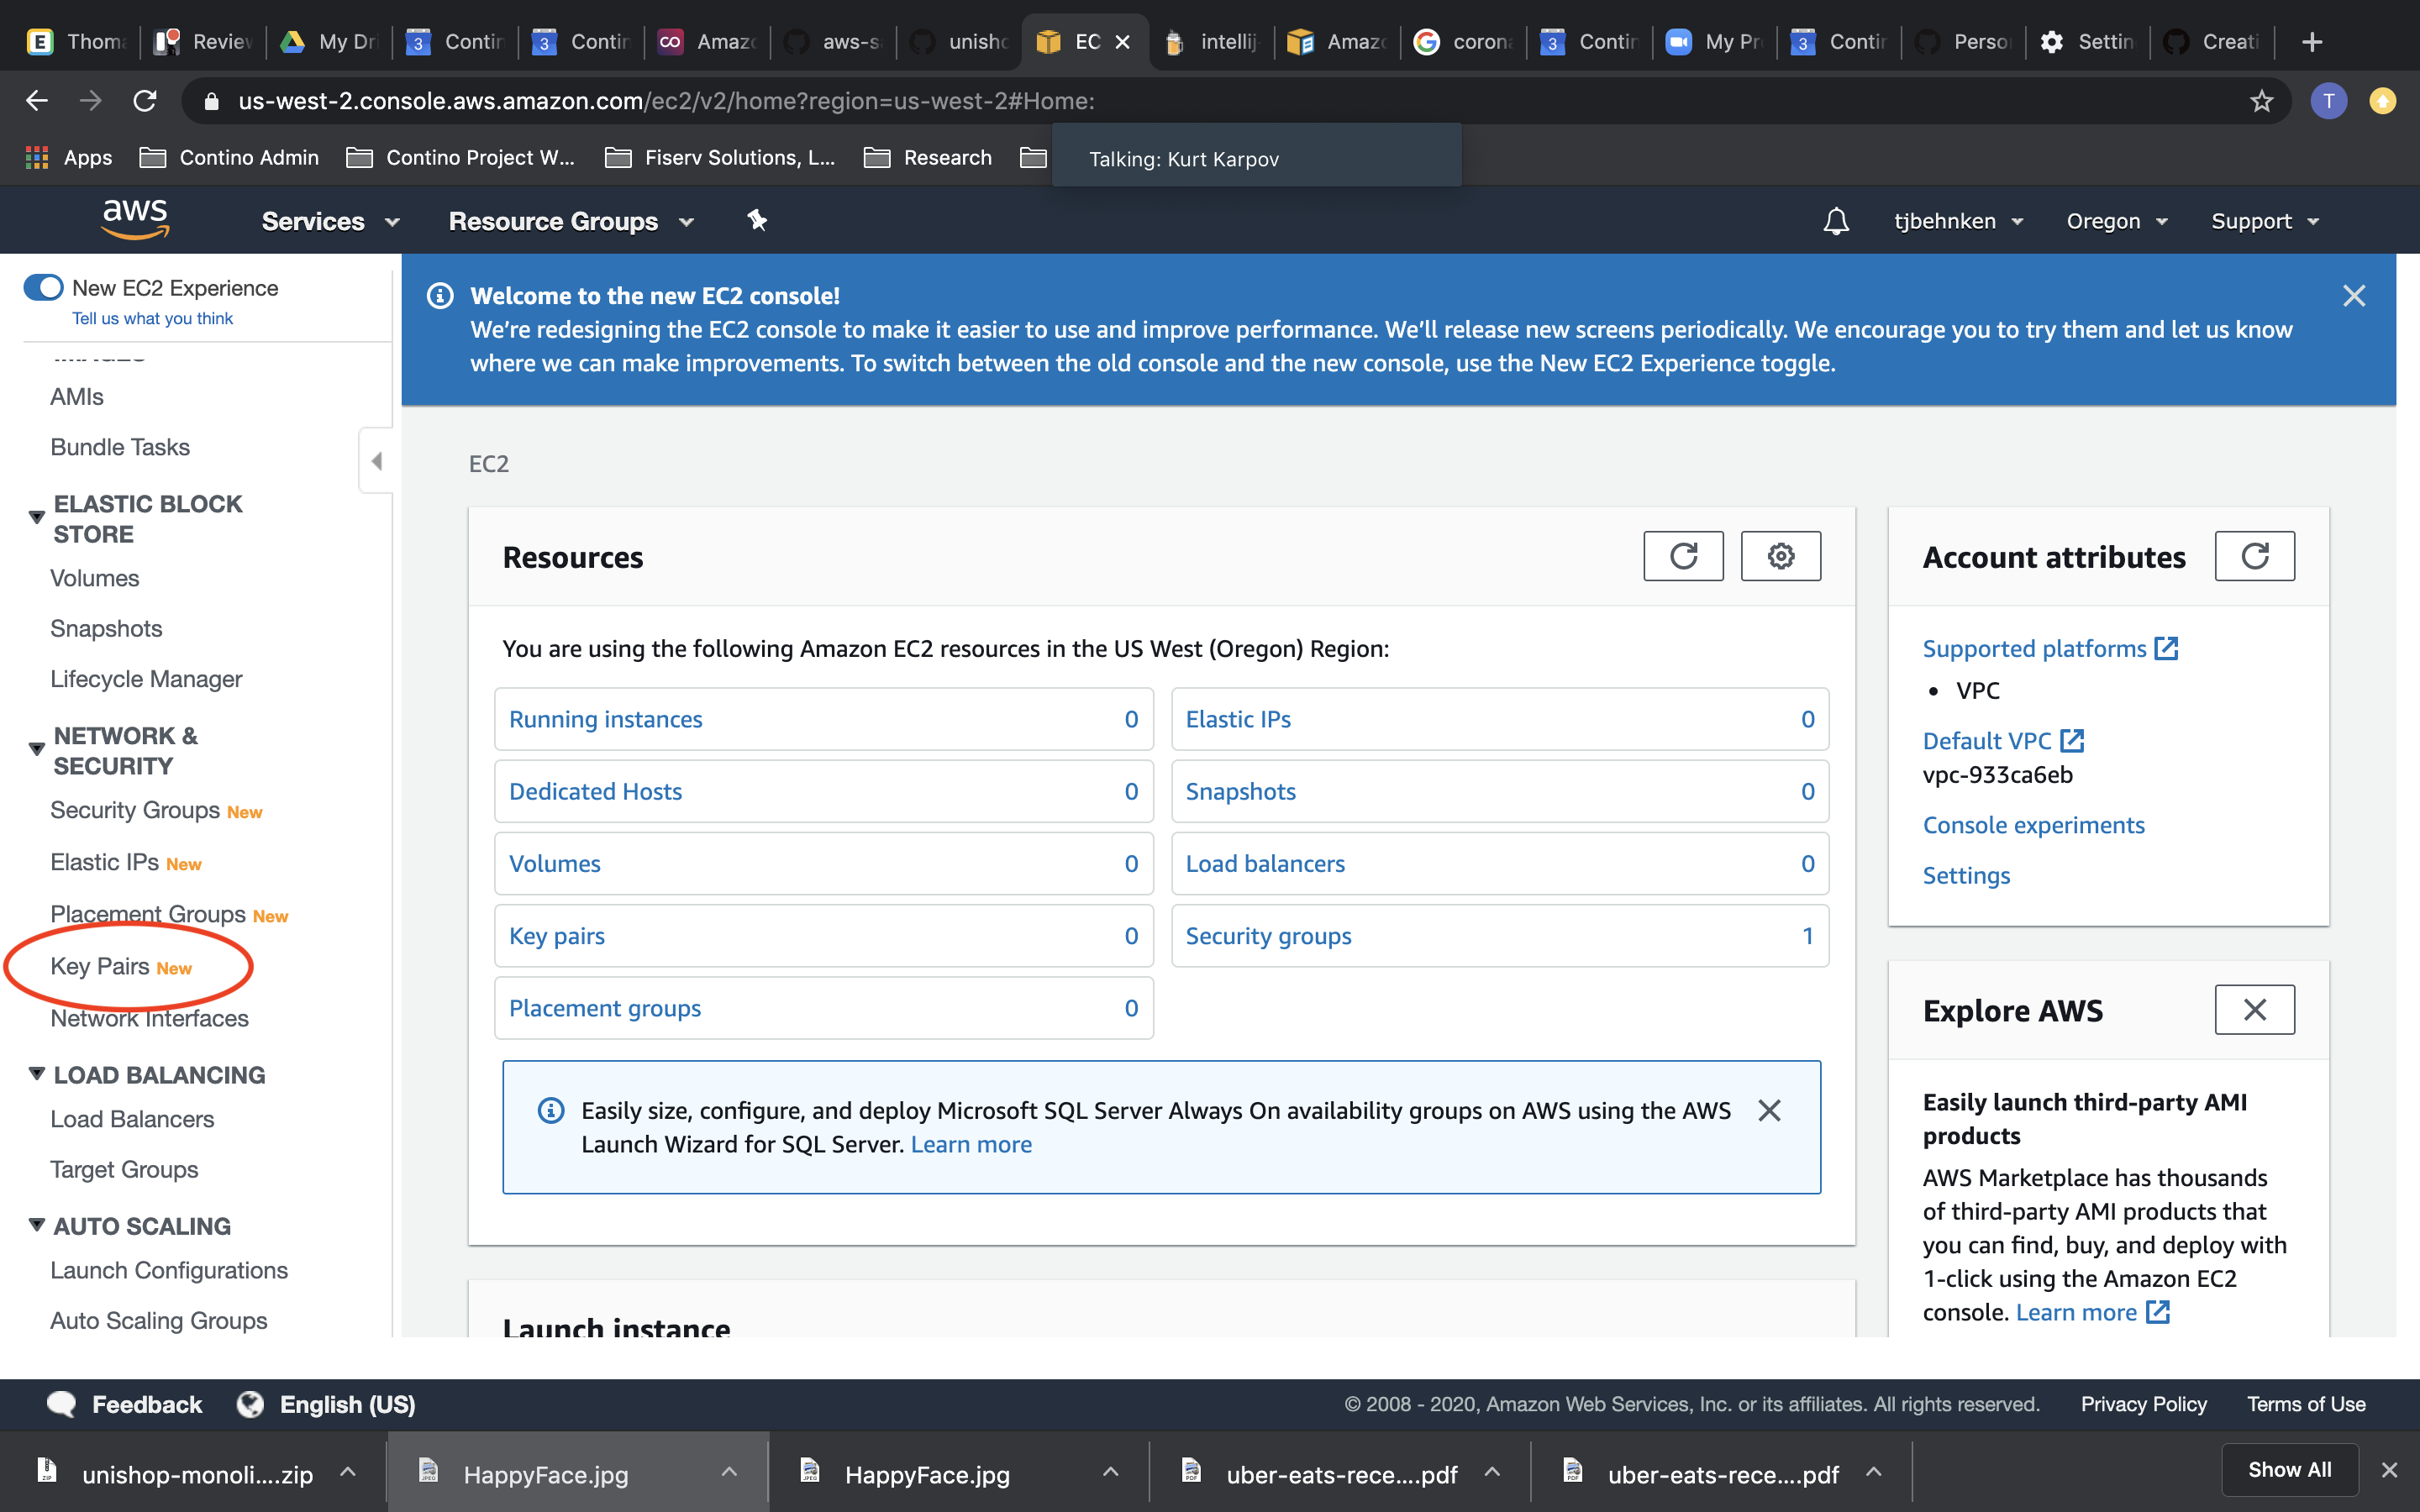 Thom
Review
My Dri
Contin
Contin
Amazo
aws-s
unisho
EC
intellij
Amazo
corona
Contin
My Pr
Contin
Person
Settin
Creati
us-west-2.console.aws.amazon.com/ec2/v2/home?region=us-west-2#Home:
T
Apps
Contino Admin
Contino Project W...
Fiserv Solutions, L...
Research
Talking: Kurt Karpov
aws
Services
Resource Groups
tjbehnken
Oregon
Support
New EC2 Experience
Tell us what you think
IMAGES
AMIs
Bundle Tasks
ELASTIC BLOCK
STORE
Volumes
Snapshots
Lifecycle Manager
NETWORK &
SECURITY
Security Groups New
Elastic IPs New
Placement Groups New
Key Pairs New
Network Interfaces
LOAD BALANCING
Load Balancers
Target Groups
AUTO SCALING
Launch Configurations
Auto Scaling Groups
Welcome to the new EC2 console!
We’re redesigning the EC2 console to make it easier to use and improve performance. We’ll release new screens periodically. We encourage you to try them and let us know
where we can make improvements. To switch between the old console and the new console, use the New EC2 Experience toggle.
EC2
Resources
You are using the following Amazon EC2 resources in the US West (Oregon) Region:
Running instances 0
Elastic IPs 0
Dedicated Hosts 0
Snapshots 0
Volumes 0
Load balancers 0
Key pairs 0
Security groups 1
Placement groups 0
Easily size, configure, and deploy Microsoft SQL Server Always On availability groups on AWS using the AWS
Launch Wizard for SQL Server. Learn more
Launch instance
Account attributes
Supported platforms
• VPC
Default VPC
vpc-933ca6eb
Console experiments
Settings
Explore AWS
Easily launch third-party AMI
products
AWS Marketplace has thousands
of third-party AMI products that
you can find, buy, and deploy with
1-click using the Amazon EC2
console. Learn more
Feedback
English (US)
© 2008 - 2020, Amazon Web Services, Inc. or its affiliates. All rights reserved.
Privacy Policy
Terms of Use
unishop-monoli....zip
HappyFace.jpg
HappyFace.jpg
uber-eats-rece....pdf
uber-eats-rece....pdf
Show All